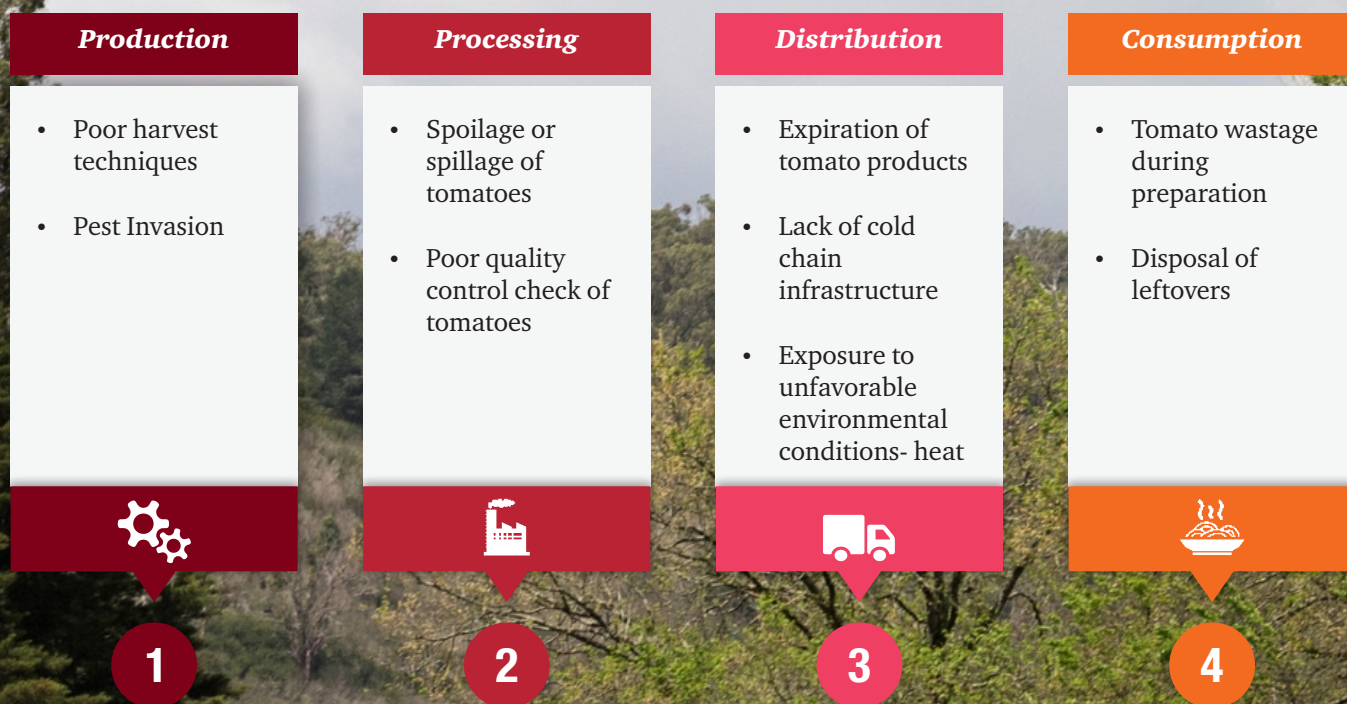 Production
• Poor harvest
techniques
• Pest Invasion
1
Processing
• Spoilage or
spillage of
tomatoes
• Poor quality
control check of
tomatoes
2
Distribution
• Expiration of
tomato products
• Lack of cold
chain
infrastructure
• Exposure to
unfavorable
environmental
conditions- heat
3
Consumption
• Tomato wastage
during
preparation
• Disposal of
leftovers
4